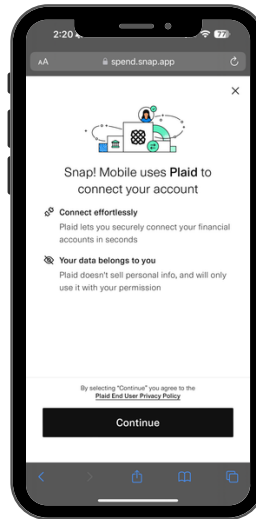 2:20
77
AA
spend.snap.app
Snap! Mobile uses Plaid to
connect your account
Connect effortlessly
Plaid lets you securely connect your financial
accounts in seconds
Your data belongs to you
Plaid doesn't sell personal info, and will only
use it with your permission
By selecting "Continue" you agree to the
Plaid End User Privacy Policy
Continue